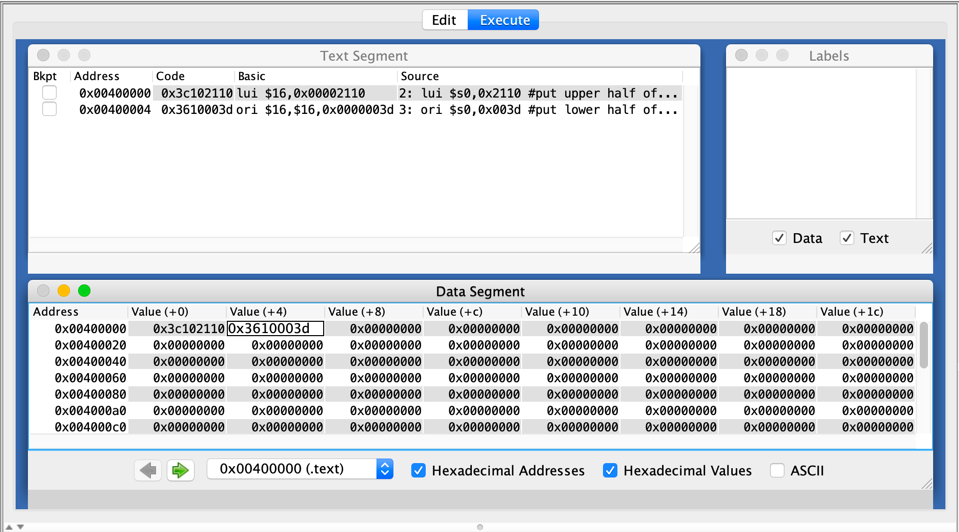 Edit Execute
Text Segment
Bkpt Address Code Basic Source
0x00400000 0x3c102110 lui $16,0x00002110 2: lui $s0,0x2110 #put upper half of...
0x00400004 0x3610003d ori $16,$16,0x0000003d 3: ori $s0,0x003d #put lower half of...
Labels
Data Text
Data Segment
Address Value (+0) Value (+4) Value (+8) Value (+c) Value (+10) Value (+14) Value (+18) Value (+1c)
0x00400000 0x3c102110 0x3610003d 0x00000000 0x00000000 0x00000000 0x00000000 0x00000000 0x00000000
0x00400020 0x00000000 0x00000000 0x00000000 0x00000000 0x00000000 0x00000000 0x00000000 0x00000000
0x00400040 0x00000000 0x00000000 0x00000000 0x00000000 0x00000000 0x00000000 0x00000000 0x00000000
0x00400060 0x00000000 0x00000000 0x00000000 0x00000000 0x00000000 0x00000000 0x00000000 0x00000000
0x00400080 0x00000000 0x00000000 0x00000000 0x00000000 0x00000000 0x00000000 0x00000000 0x00000000
0x004000a0 0x00000000 0x00000000 0x00000000 0x00000000 0x00000000 0x00000000 0x00000000 0x00000000
0x004000c0 0x00000000 0x00000000 0x00000000 0x00000000 0x00000000 0x00000000 0x00000000 0x00000000
0x00400000 (.text) Hexadecimal Addresses Hexadecimal Values ASCII